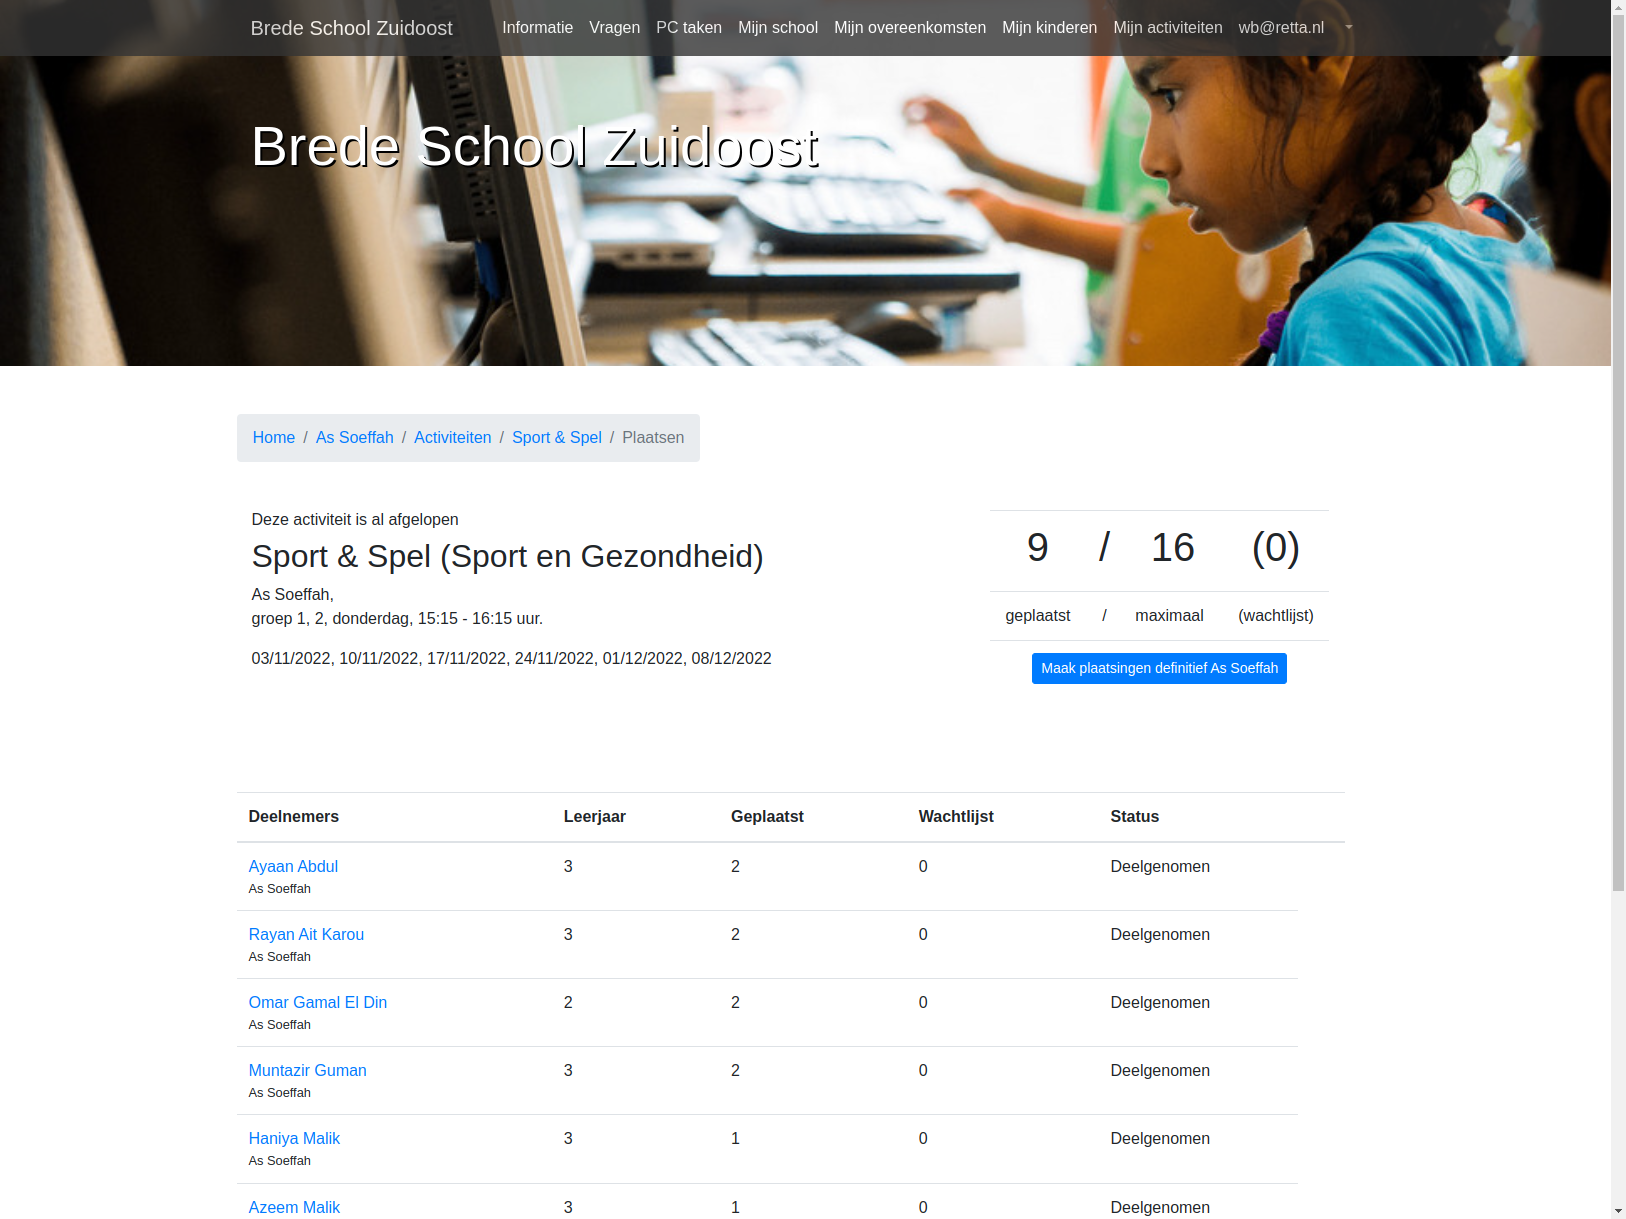 Brede School Zuidoost Informatie Vragen PC taken Mijn school Mijn overeenkomsten Mijn kinderen Mijn activiteiten wb@retta.nl
Brede School Zuidoost
Home / As Soeffah / Activiteiten / Sport & Spel / Plaatsen
Deze activiteit is al afgelopen
Sport & Spel (Sport en Gezondheid)
As Soeffah,
groep 1, 2, donderdag, 15:15 - 16:15 uur.
03/11/2022, 10/11/2022, 17/11/2022, 24/11/2022, 01/12/2022, 08/12/2022
9 / 16 (0)
geplaatst / maximaal (wachtlijst)
Maak plaatsingen definitief As Soeffah
Deelnemers Leerjaar Geplaatst Wachtlijst Status
Ayaan Abdul 3 2 0 Deelgenomen
As Soeffah
Rayan Ait Karou 3 2 0 Deelgenomen
As Soeffah
Omar Gamal El Din 2 2 0 Deelgenomen
As Soeffah
Muntazir Guman 3 2 0 Deelgenomen
As Soeffah
Haniya Malik 3 1 0 Deelgenomen
As Soeffah
Azeem Malik 3 1 0 Deelgenomen